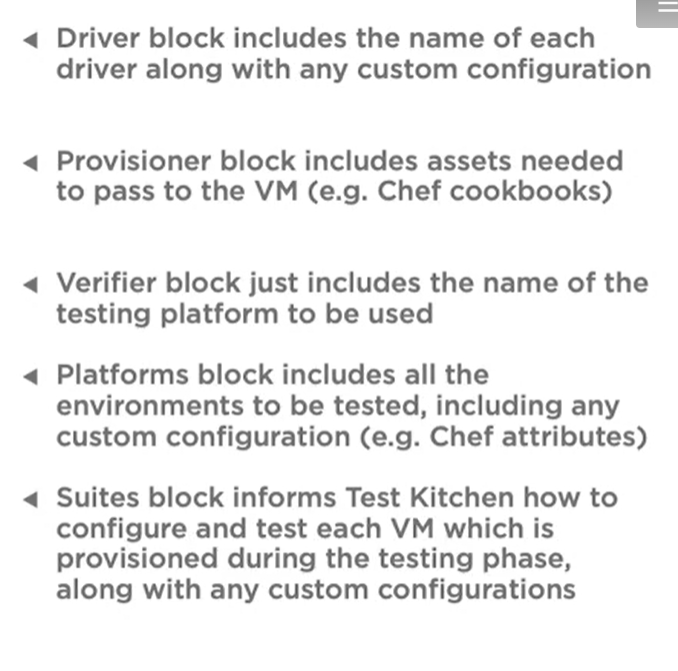 Driver block includes the name of each
driver along with any custom configuration
Provisioner block includes assets needed
to pass to the VM (e.g. Chef cookbooks)
Verifier block just includes the name of the
testing platform to be used
Platforms block includes all the
environments to be tested, including any
custom configuration (e.g. Chef attributes)
Suites block informs Test Kitchen how to
configure and test each VM which is
provisioned during the testing phase,
along with any custom configurations